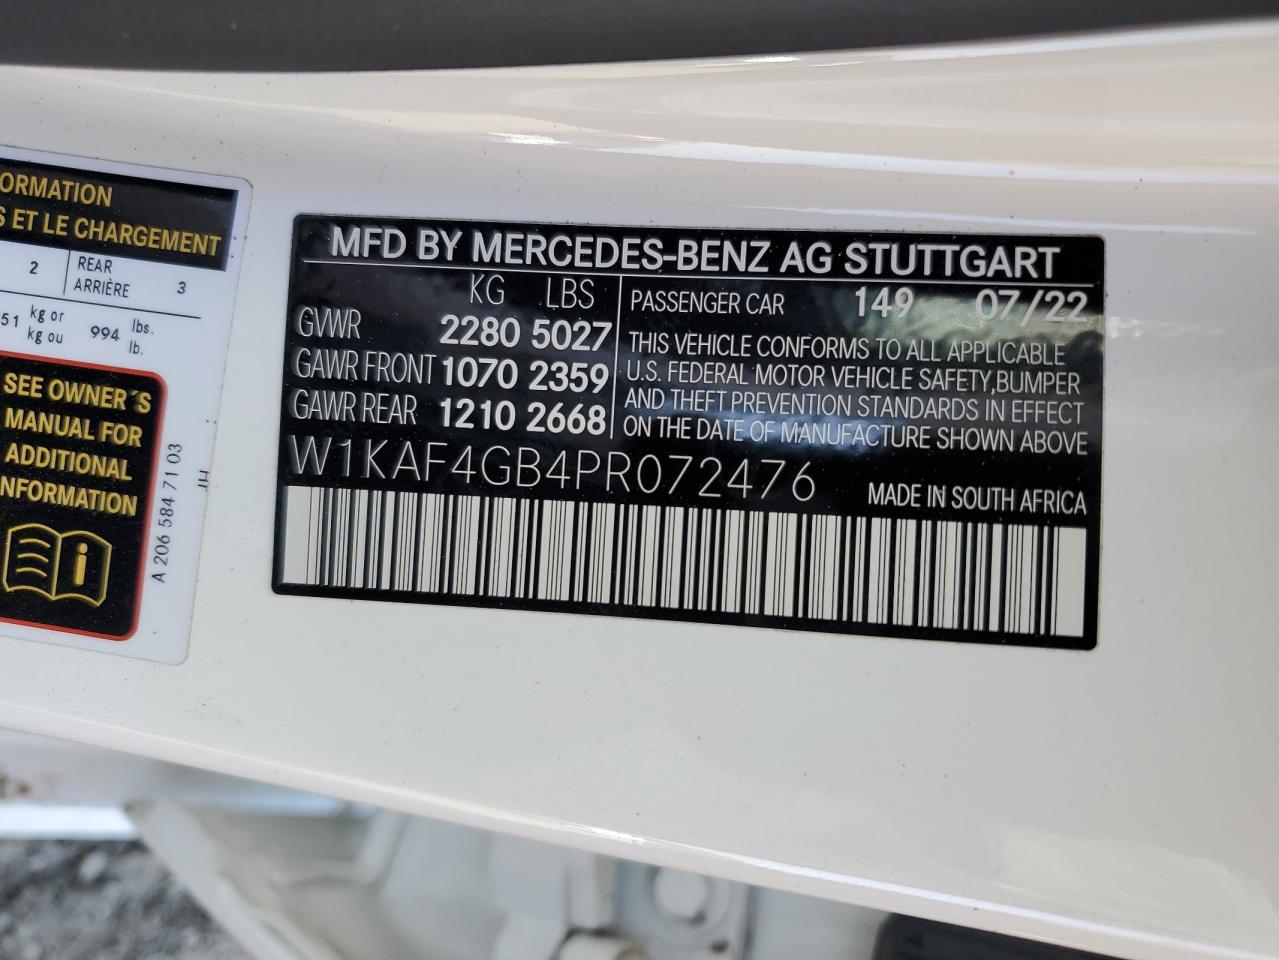 ORMATION
S ET LE CHARGEMENT
2 REAR ARRIÈRE 3
51 kg or kg ou 994 lbs. lb.
SEE OWNER´S
MANUAL FOR
ADDITIONAL
NFORMATION
A 206 584 71 03
MFD BY MERCEDES-BENZ AG STUTTGART
KG LBS
GVWR 2280 5027
GAWR FRONT 1070 2359
GAWR REAR 1210 2668
PASSENGER CAR 149 07/22
THIS VEHICLE CONFORMS TO ALL APPLICABLE
U.S. FEDERAL MOTOR VEHICLE SAFETY,BUMPER
AND THEFT PREVENTION STANDARDS IN EFFECT
ON THE DATE OF MANUFACTURE SHOWN ABOVE
W1KAF4GB4PR072476
MADE IN SOUTH AFRICA